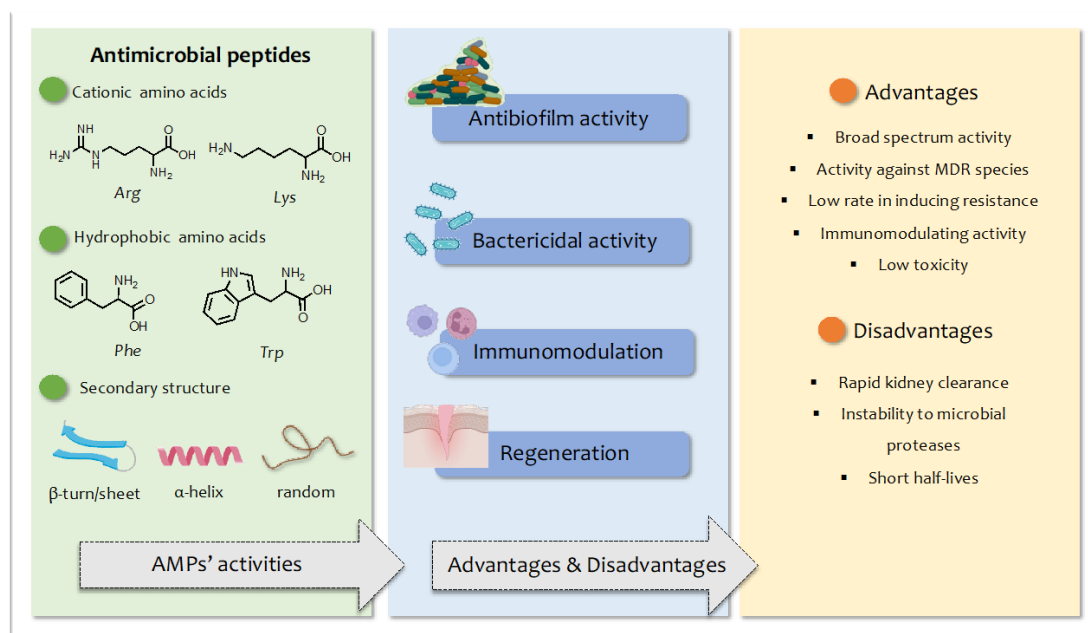 Antimicrobial peptides
Cationic amino acids
NH
H2N
N
H
O
OH
NH2
Arg
H2N
O
OH
NH2
Lys
Hydrophobic amino acids
NH2
O
OH
Phe
HN
NH2
OH
O
Trp
Secondary structure
β-turn/sheet
α-helix
random
AMPs' activities
Antibiofilm activity
Bactericidal activity
Immunomodulation
Regeneration
Advantages & Disadvantages
Advantages
▪ Broad spectrum activity
▪ Activity against MDR species
▪ Low rate in inducing resistance
▪ Immunomodulating activity
▪ Low toxicity
Disadvantages
▪ Rapid kidney clearance
▪ Instability to microbial
proteases
▪ Short half-lives